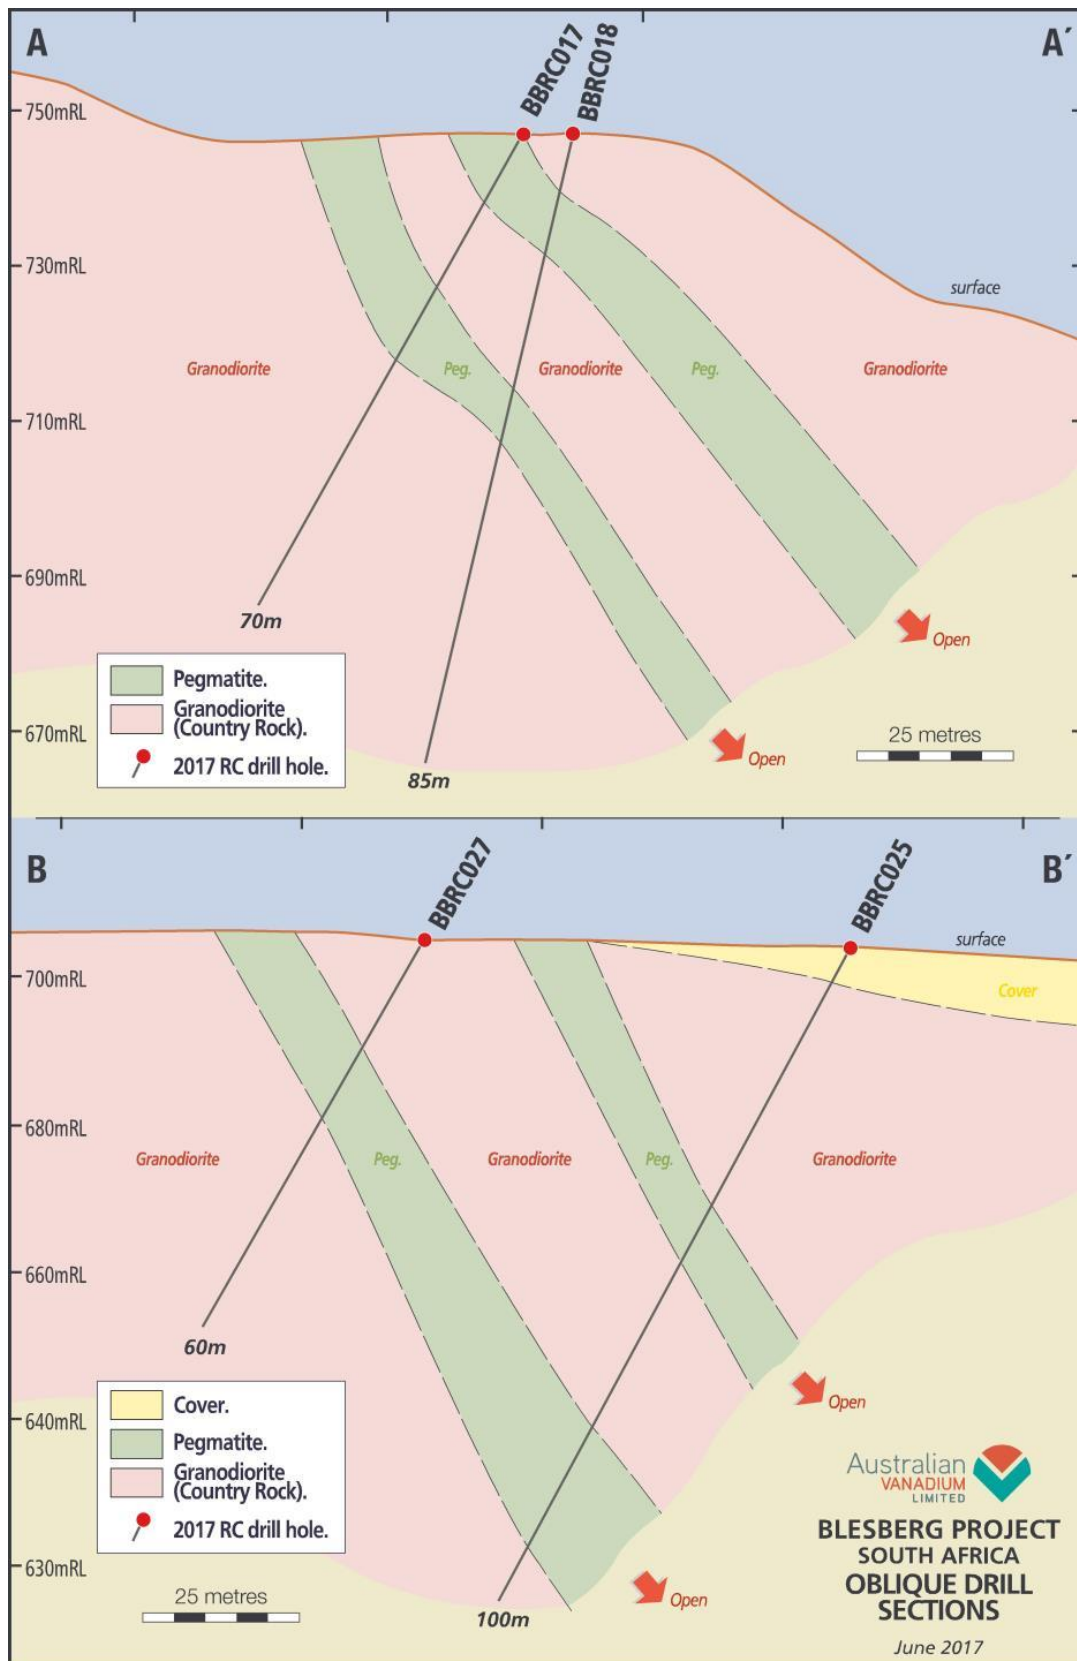 A
BBRC017
BBRC018
A´
750mRL
730mRL
surface
Granodiorite
Peg.
Granodiorite
Peg.
Granodiorite
710mRL
690mRL
70m
Open
Pegmatite.
Granodiorite
(Country Rock).
2017 RC drill hole.
670mRL
25 metres
Open
85m
B
BBRC027
BBRC025
B´
surface
700mRL
Cover
680mRL
Granodiorite
Peg.
Granodiorite
Peg.
Granodiorite
660mRL
60m
Open
Cover.
Pegmatite.
Granodiorite
(Country Rock).
2017 RC drill hole.
640mRL
630mRL
25 metres
100m
Open
Australian
VANADIUM
LIMITED
BLESBERG PROJECT
SOUTH AFRICA
OBLIQUE DRILL
SECTIONS
June 2017